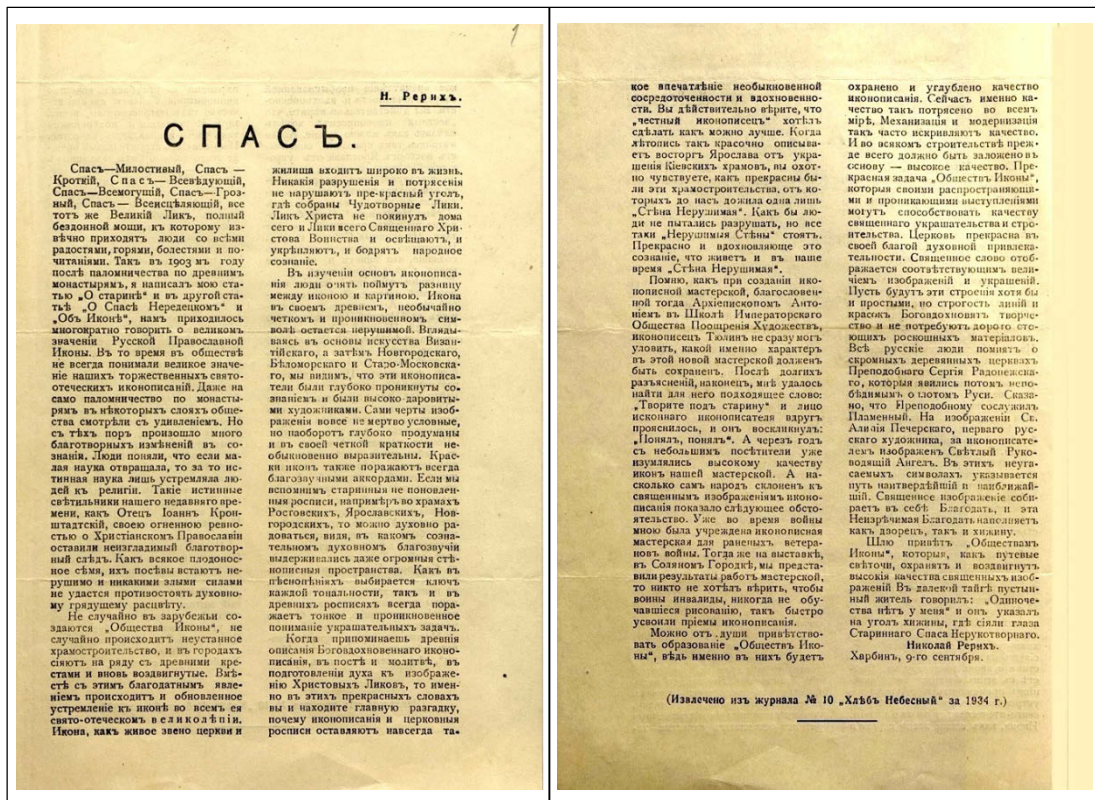 1
Н. Рерихъ.
СПАСЪ.
Спасъ—Милостивый, Спасъ —
Кроткій, Спасъ—Всевѣдующій,
Спасъ—Всемогущій, Спасъ—Гроз-
ный, Спасъ — Всеисцѣляющій, все
тотъ же Великій Ликъ, полный
бездонной мощи, къ которому из-
вѣчно приходятъ люди со всѣми
радостями, горями, болестями и по-
читаніями. Такъ въ 1903 мъ году
послѣ паломничества по древнимъ
монастырямъ, я написалъ мою ста-
тью „О старинѣ“ и въ другой ста-
тьѣ „О Спасѣ Нередецкомъ“ и
„Объ Иконѣ“, намъ приходилось
многократно говорить о великомъ
значеніи Русской Православной
Иконы. Въ то время въ обществѣ
не всегда понимали великое значе-
ніе нашихъ торжественныхъ свято-
отеческихъ иконописаній. Даже на
само паломничество по монасты-
рямъ въ нѣкоторыхъ слояхъ обще-
ства смотрѣли съ удивленіемъ. Но
съ тѣхъ поръ произошло много
благотворныхъ измѣненій въ со-
знаніи. Люди поняли, что если ма-
лая наука отвращала, то за то ис-
тинная наука лишь устремляла лю-
дей къ религіи. Такіе истинные
свѣтильники нашего недавняго вре-
мени, какъ Отецъ Іоаннъ Крон-
штадтскій, своею огненною ревно-
стью о Христіанскомъ Православіи
оставили неизгладимый благотвор-
ный слѣдъ. Какъ всякое плодонос-
ное сѣмя, ихъ посѣвы встаютъ не-
рушимо и никакими злыми силами
не удастся противостоять духовно-
му грядущему расцвѣту.
Не случайно въ зарубежьи со-
здаются „Общества Иконы“, не
случайно происходитъ неустанное
храмостроительство, и въ городахъ
сіяютъ на ряду съ древними кре-
стами и вновь воздвигнутые. Вмѣ-
стѣ съ этимъ благодатнымъ явле-
ніемъ происходитъ и обновленное
устремленіе къ иконѣ во всемъ ея
свято-отеческомъ великолѣпіи.
Икона, какъ живое звено церкви и
жилища входитъ широко въ жизнь.
Никакія разрушенія и потрясенія
не нарушаютъ пре-красный уголъ,
гдѣ собраны Чудотворные Лики.
Ликъ Христа не покинулъ дома
сего и Лики всего Священнаго Хри-
стова Воинства и освѣщаютъ, и
укрѣпляютъ, и бодрятъ народное
сознаніе.
Въ изученіи основъ иконописа-
нія люди опять поймутъ разницу
между иконою и картиною. Икона
въ своемъ древнемъ, необычайно
четкомъ и проникновенномъ сим-
волѣ остается нерушимой. Вгляды-
ваясь въ основы искусства Визан-
тійскаго, а затѣмъ Новгородскаго,
Бѣломорскаго и Старо-Московска-
го, мы видимъ, что эти иконописа-
тели были глубоко проникнуты со-
знаніемъ и были высоко-даровиты-
ми художниками. Сами черты изоб-
раженія вовсе не мертво условные,
но наоборотъ глубоко продуманы
и въ своей четкой краткости не-
обыкновенно выразительны. Крас-
ки иконъ также поражаютъ всегда
благозвучными аккордами. Если мы
вспомнимъ старинныя не поновлен-
ныя росписи, напримѣръ во храмахъ
Ростовскихъ, Ярославскихъ, Нов-
городскихъ, то можно духовно ра-
доваться, видя, въ какомъ созна-
тельномъ духовномъ благозвучіи
выдерживались даже огромныя стѣ-
нописныя пространства. Какъ въ
пѣснопѣніяхъ выбирается ключъ
каждой тональности, такъ и въ
древнихъ росписяхъ всегда пора-
жаетъ тонкое и проникновенное
пониманіе украшательныхъ задачъ.
Когда припоминаешь древнія
описанія Боговдохновеннаго иконо-
писанія, въ постѣ и молитвѣ, въ
подготовленіи духа къ изображе-
нію Христовыхъ Ликовъ, то имен-
но въ этихъ прекрасныхъ словахъ
вы и находите главную разгадку,
почему иконописанія и церковныя
росписи оставляютъ навсегда та-
кое впечатлѣніе необыкновенной
сосредоточенности и вдохновенно-
сти. Вы дѣйствительно вѣрите, что
„честный иконописецъ“ хотѣлъ
сдѣлать какъ можно лучше. Когда
лѣтопись такъ красочно описыва-
етъ восторгъ Ярослава отъ укра-
шенія Кіевскихъ храмовъ, вы охот-
но чувствуете, какъ прекрасны бы-
ли эти храмостроительства, отъ ко-
торыхъ до насъ дожила одна лишь
„Стѣна Нерушимая“. Какъ бы лю-
ди не пытались разрушать, но все
таки „Нерушимыя Стѣны“ стоятъ.
Прекрасно и вдохновляюще это
сознаніе, что живетъ и въ наше
время „Стѣна Нерушимая“.
Помню, какъ при созданіи ико-
нописной мастерской, благословен-
ной тогда Архіепископомъ Анто-
ніемъ въ Школѣ Императорскаго
Общества Поощренія Художествъ,
иконописецъ Тюлинъ не сразу могъ
уловить, какой именно характеръ
въ этой новой мастерской долженъ
быть сохраненъ. Послѣ долгихъ
разъясненій, наконецъ, мнѣ удалось
найти для него подходящее слово:
„Творите подъ старину“ и лицо
исконнаго иконописателя вдругъ
прояснилось, и онъ воскликнулъ:
„Понялъ, понялъ“. А черезъ годъ
съ небольшимъ посѣтители уже
изумлялись высокому качеству
иконъ нашей мастерской. А на-
сколько самъ народъ склоненъ къ
священнымъ изображеніямъ иконо-
писанія показало слѣдующее обсто-
ятельство. Уже во время войны
мною была учреждена иконописная
мастерская для раненыхъ ветера-
новъ войны. Тогда же на выставкѣ,
въ Соляномъ Городкѣ, мы предста-
вили результаты работъ мастерской,
то никто не хотѣлъ вѣрить, чтобы
воины инвалиды, никогда не обу-
чавшіеся рисованію, такъ быстро
усвоили пріемы иконописанія.
Можно отъ души привѣтство-
вать образованіе „Обществъ Ико-
ны“, вѣдь именно въ нихъ будетъ
охранено и углублено качество
иконописанія. Сейчасъ именно ка-
чество такъ потрясено во всемъ
мірѣ, Механизація и модернизація
такъ часто искривляютъ качество.
И во всякомъ строительствѣ преж-
де всего должно быть заложено въ
основу — высокое качество. Пре-
красная задача „Обществъ Иконы“,
которыя своими распространяющи-
ми и проникающими выступленіями
могутъ способствовать качеству
священнаго украшательства и стро-
ительства. Церковь прекрасна въ
своей благой духовной привлека-
тельности. Священное слово отоб-
ражается соотвѣтствующимъ вели-
чіемъ изображеній и украшеній.
Пусть будутъ эти строенія хотя бы
и простыми, но строгость линій и
красокъ Боговдохновятъ творче-
ство и не потребуютъ дорого сто-
ющихъ роскошныхъ матеріаловъ.
Всѣ русскіе люди помнятъ о
скромныхъ деревянныхъ церквахъ
Преподобнаго Сергія Радонежска-
го, которыя явились потомъ непо-
бѣдимымъ оплотомъ Руси. Сказа-
но, что Преподобному сослужилъ
Пламенный. На изображеніи Св.
Алипія Печерскаго, перваго рус-
скаго художника, за иконописате-
лемъ изображенъ Свѣтлый Руко-
водящій Ангелъ. Въ этихъ неуга-
саемыхъ символахъ указывается
путь наитвердѣйшій и наиближай-
шій. Священное изображеніе соби-
раетъ въ себѣ Благодать, и эта
Неизрѣчимая Благодать наполняетъ
какъ дворецъ, такъ и хижину.
Шлю привѣтъ „Обществамъ
Иконы“, которыя, какъ путевые
свѣточи, охранятъ и воздвигнутъ
высокія качества священныхъ изоб-
раженій Въ далекой тайгѣ пустын-
ный житель говорилъ: „Одиноче-
ства нѣтъ у меня“ и онъ указалъ
на уголъ хижины, гдѣ сіяли глаза
Стариннаго Спаса Нерукотворнаго.
Николай Рерихъ.
Харбинъ, 9-го сентября.
(Извлечено изъ журнала № 10 „Хлѣбъ Небесный“ за 1934 г.)